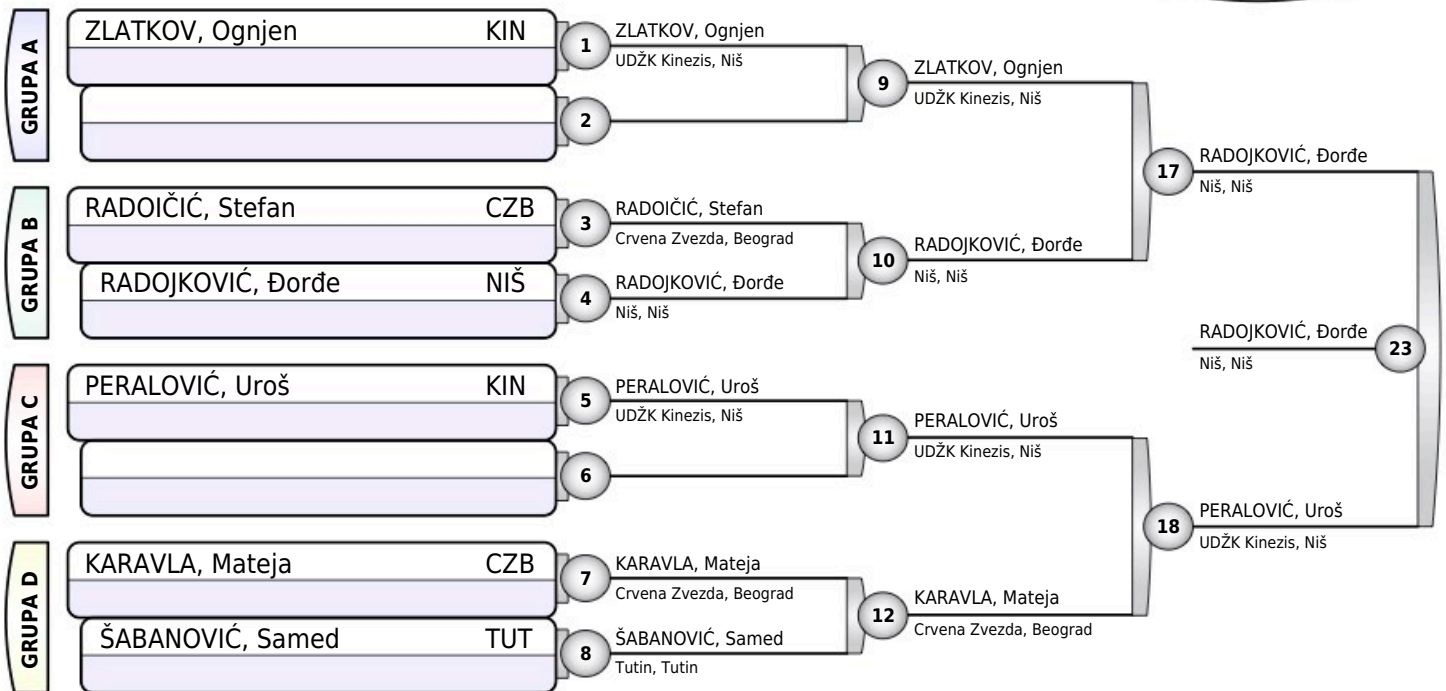 GRUPA A
ZLATKOV, Ognjen KIN
1
ZLATKOV, Ognjen
UDŽK Kinezis, Niš
2
9
ZLATKOV, Ognjen
UDŽK Kinezis, Niš
GRUPA B
RADOIČIĆ, Stefan CZB
3
RADOIČIĆ, Stefan
Crvena Zvezda, Beograd
RADOJKOVIĆ, Đorđe NIŠ
4
RADOJKOVIĆ, Đorđe
Niš, Niš
10
RADOJKOVIĆ, Đorđe
Niš, Niš
17
RADOJKOVIĆ, Đorđe
Niš, Niš
GRUPA C
PERALOVIĆ, Uroš KIN
5
PERALOVIĆ, Uroš
UDŽK Kinezis, Niš
6
11
PERALOVIĆ, Uroš
UDŽK Kinezis, Niš
GRUPA D
KARAVLA, Mateja CZB
7
KARAVLA, Mateja
Crvena Zvezda, Beograd
ŠABANOVIĆ, Samed TUT
8
ŠABANOVIĆ, Samed
Tutin, Tutin
12
KARAVLA, Mateja
Crvena Zvezda, Beograd
18
PERALOVIĆ, Uroš
UDŽK Kinezis, Niš
RADOJKOVIĆ, Đorđe
Niš, Niš
23